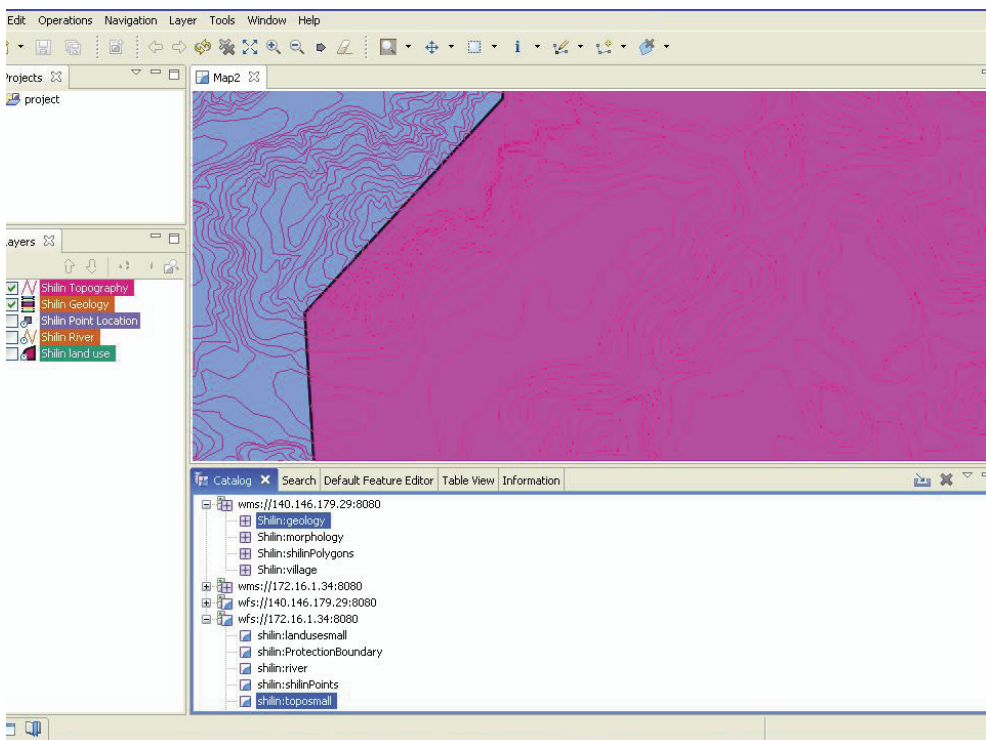 Edit Operations Navigation Layer Tools Window Help
Projects
Map2
project
Layers
Shilin Topography
Shilin Geology
Shilin Point Location
Shilin River
Shilin land use
Catalog Search Default Feature Editor Table View Information
wms://140.146.179.29:8080
Shilin:geology
Shilin:morphology
Shilin:shilinPolygons
Shilin:village
wms://172.16.1.34:8080
wfs://140.146.179.29:8080
wfs://172.16.1.34:8080
shilin:landusesmall
shilin:ProtectionBoundary
shilin:river
shilin:shilinPoints
shilin:toposmall